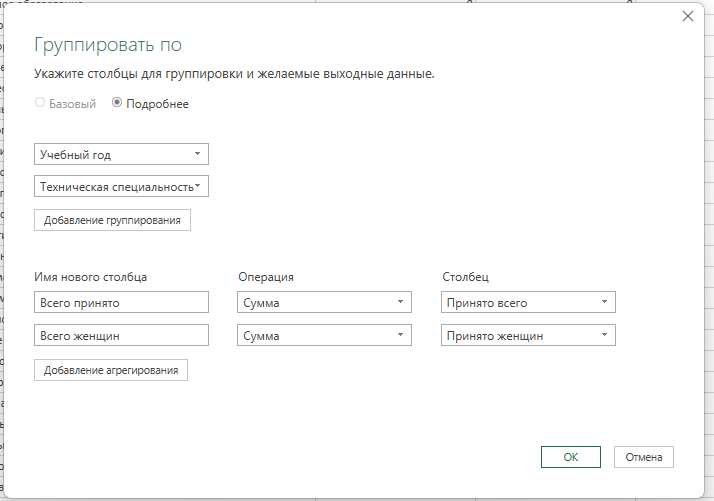 Группировать по
Укажите столбцы для группировки и желаемые выходные данные.
Базовый Подробнее
Учебный год
Техническая специальность
Добавление группирования
Имя нового столбца Операция Столбец
Всего принято Сумма Принято всего
Всего женщин Сумма Принято женщин
Добавление агрегирования
ОК Отмена